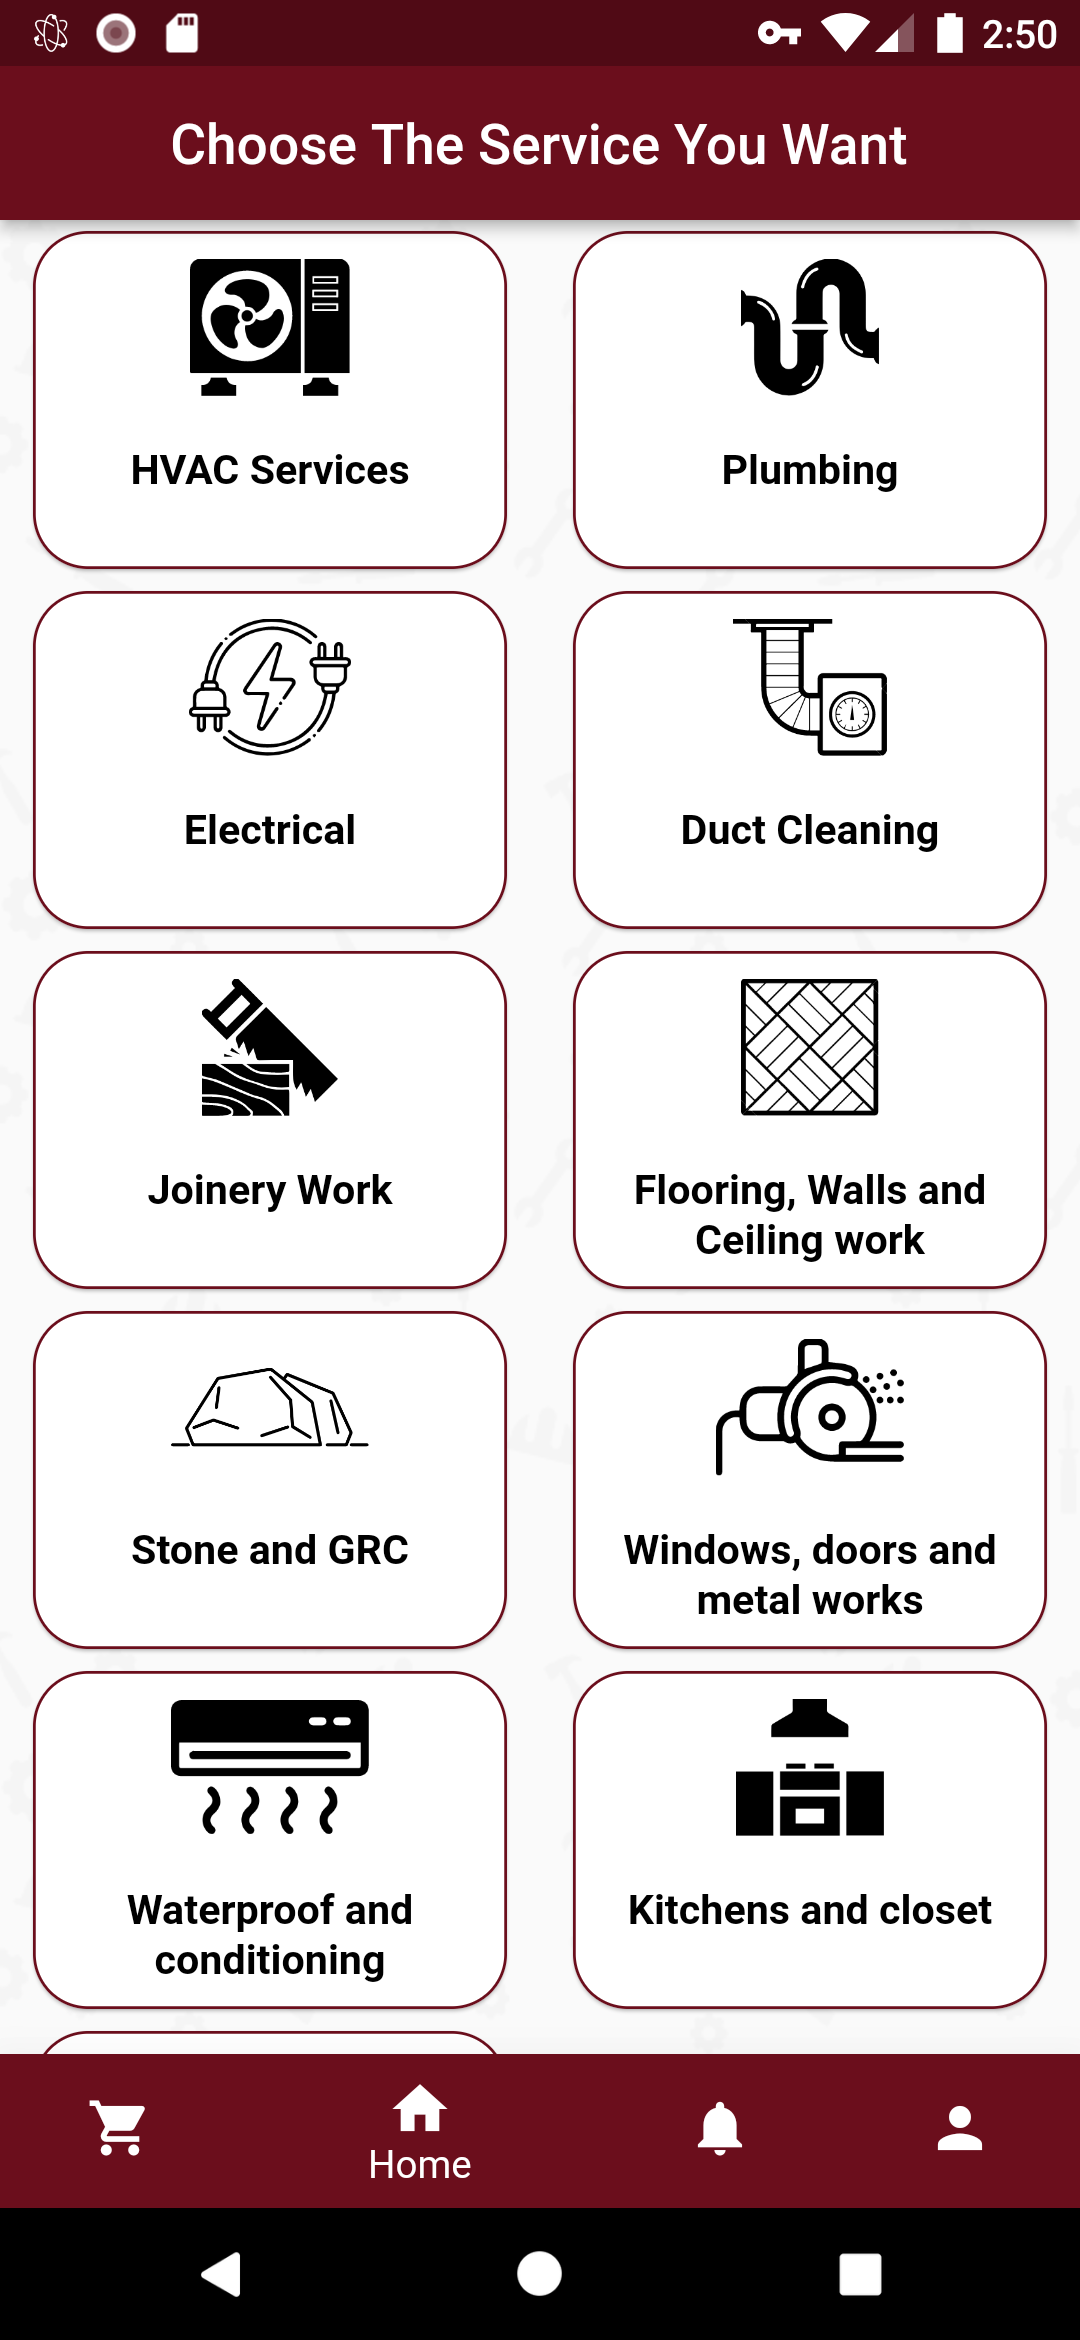 2:50
Choose The Service You Want
HVAC Services
Plumbing
Electrical
Duct Cleaning
Joinery Work
Flooring, Walls and
Ceiling work
Stone and GRC
Windows, doors and
metal works
Waterproof and
conditioning
Kitchens and closet
Home